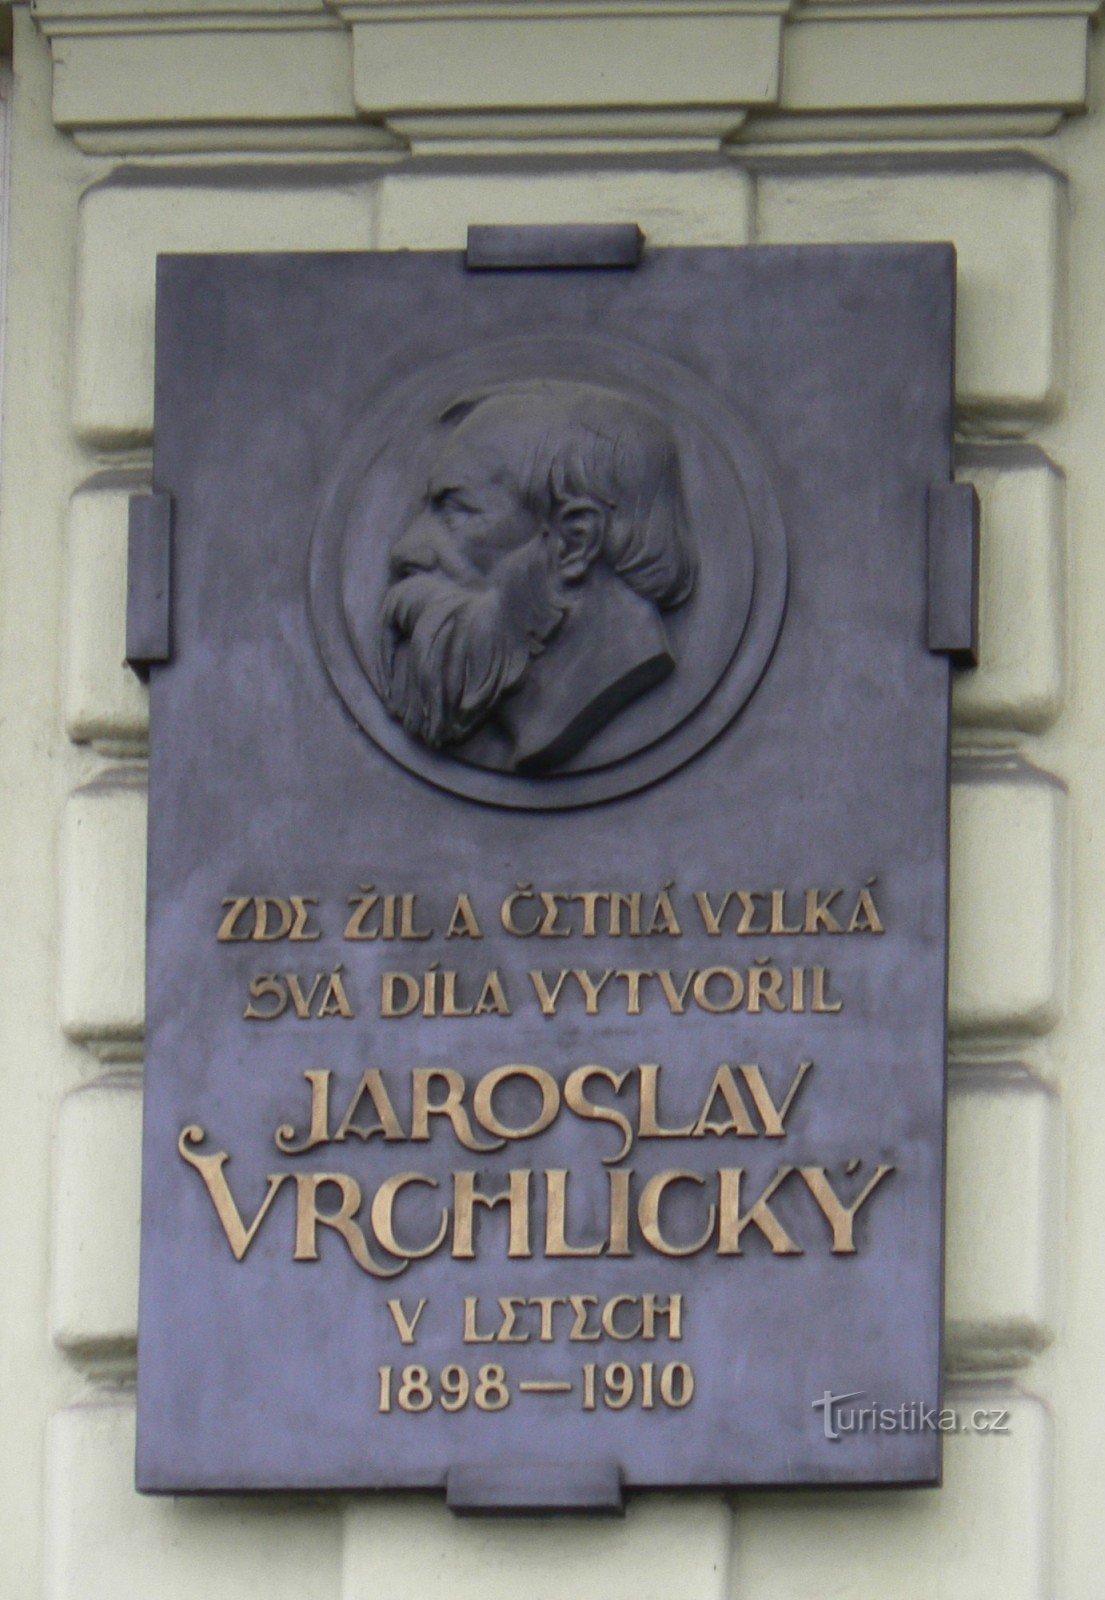 ZDE ŽIL A ČETNÁ VELKÁ
SVÁ DÍLA VYTVOŘIL
JAROSLAV
VRCHLICKÝ
V LETECH
1898–1910
Turistika.cz